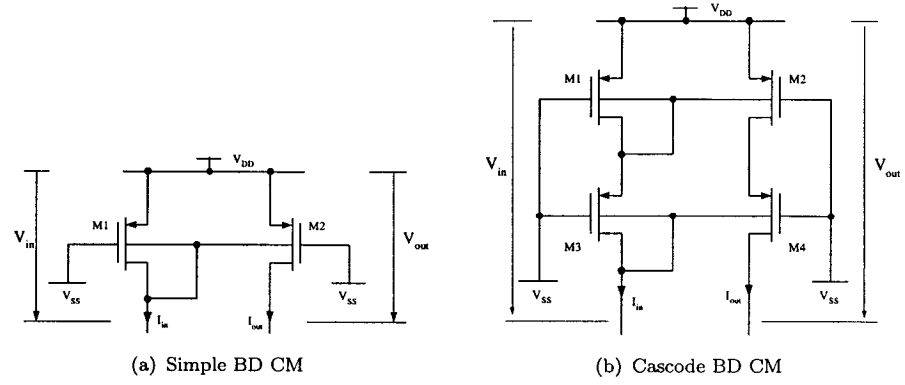 V_DD
M1
M2
V_in
V_out
V_SS
V_SS
I_in
I_out
(a) Simple BD CM
V_DD
M1
M2
V_in
V_out
M3
M4
V_SS
V_SS
I_in
I_out
(b) Cascode BD CM